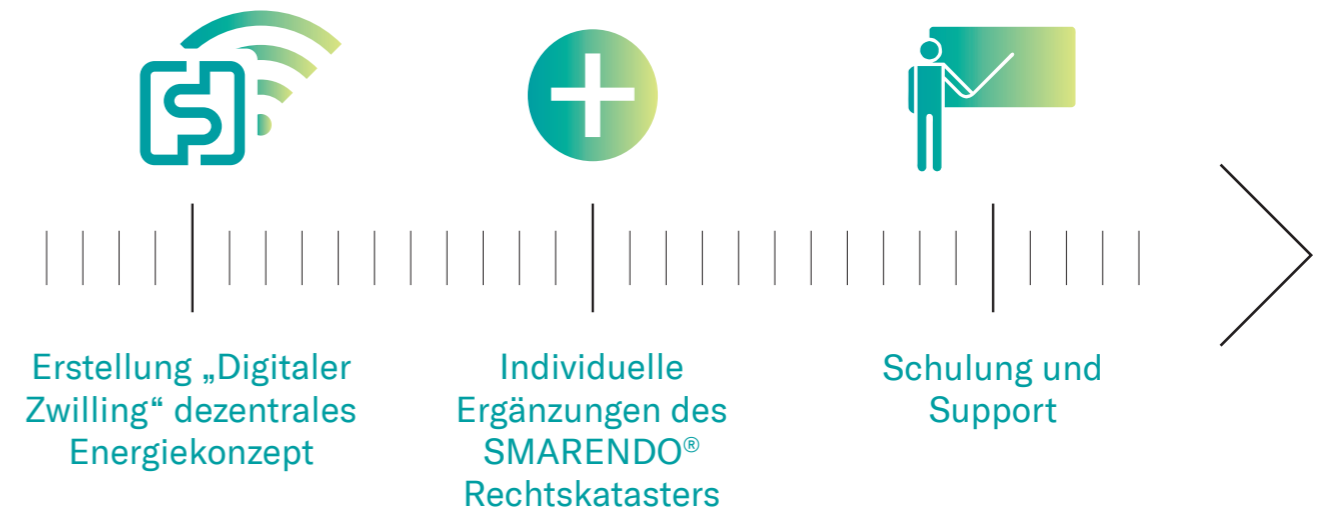 Erstellung „Digitaler
Zwilling“ dezentrales
Energiekonzept
Individuelle
Ergänzungen des
SMARENDO®
Rechtskatasters
Schulung und
Support